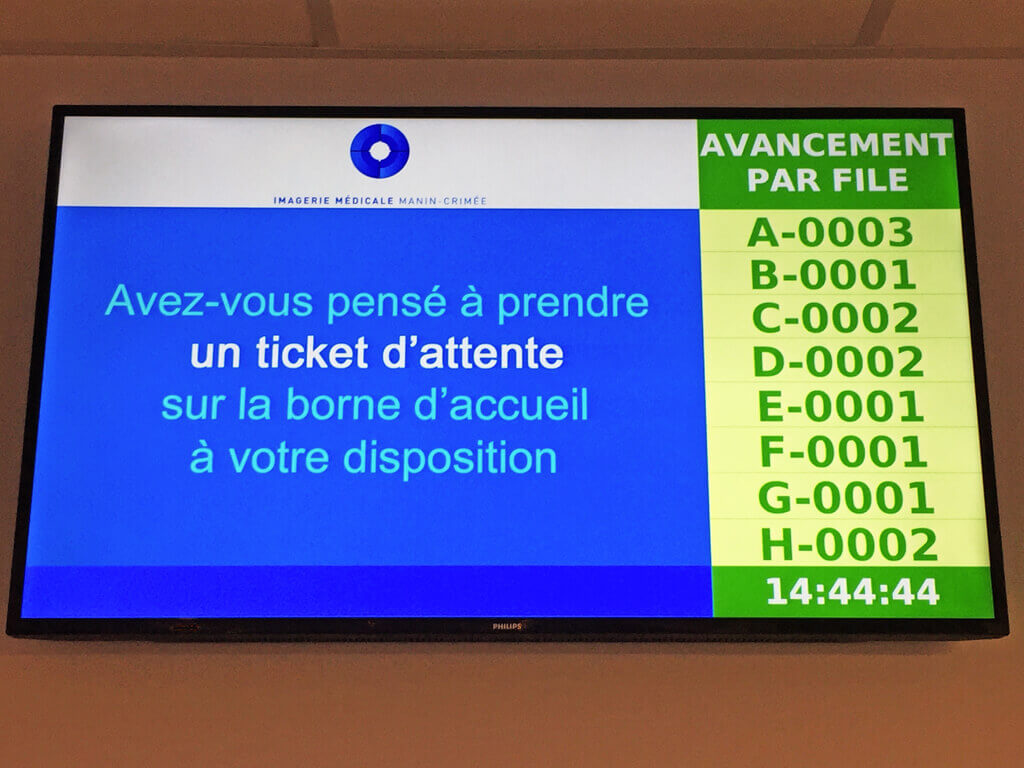 IMAGERIE MÉDICALE MANIN-CRIMÉE
Avez-vous pensé à prendre
un ticket d’attente
sur la borne d’accueil
à votre disposition
AVANCEMENT
PAR FILE
A-0003
B-0001
C-0002
D-0002
E-0001
F-0001
G-0001
H-0002
14:44:44
PHILIPS